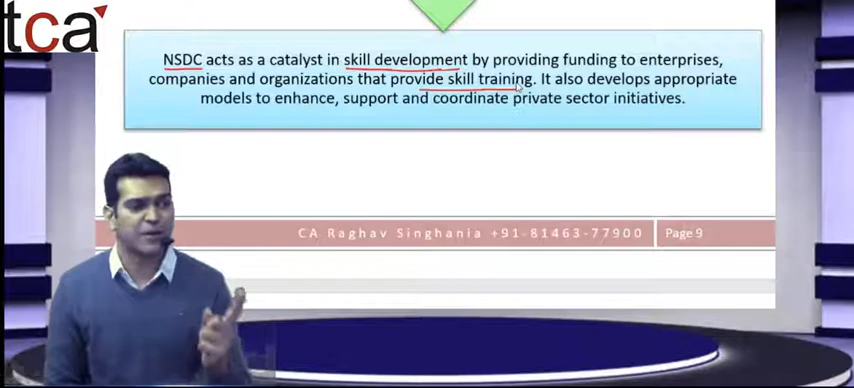 tca
NSDC acts as a catalyst in skill development by providing funding to enterprises,
companies and organizations that provide skill training. It also develops appropriate
models to enhance, support and coordinate private sector initiatives.
CA Raghav Singhania +91-81463-77900 Page 9